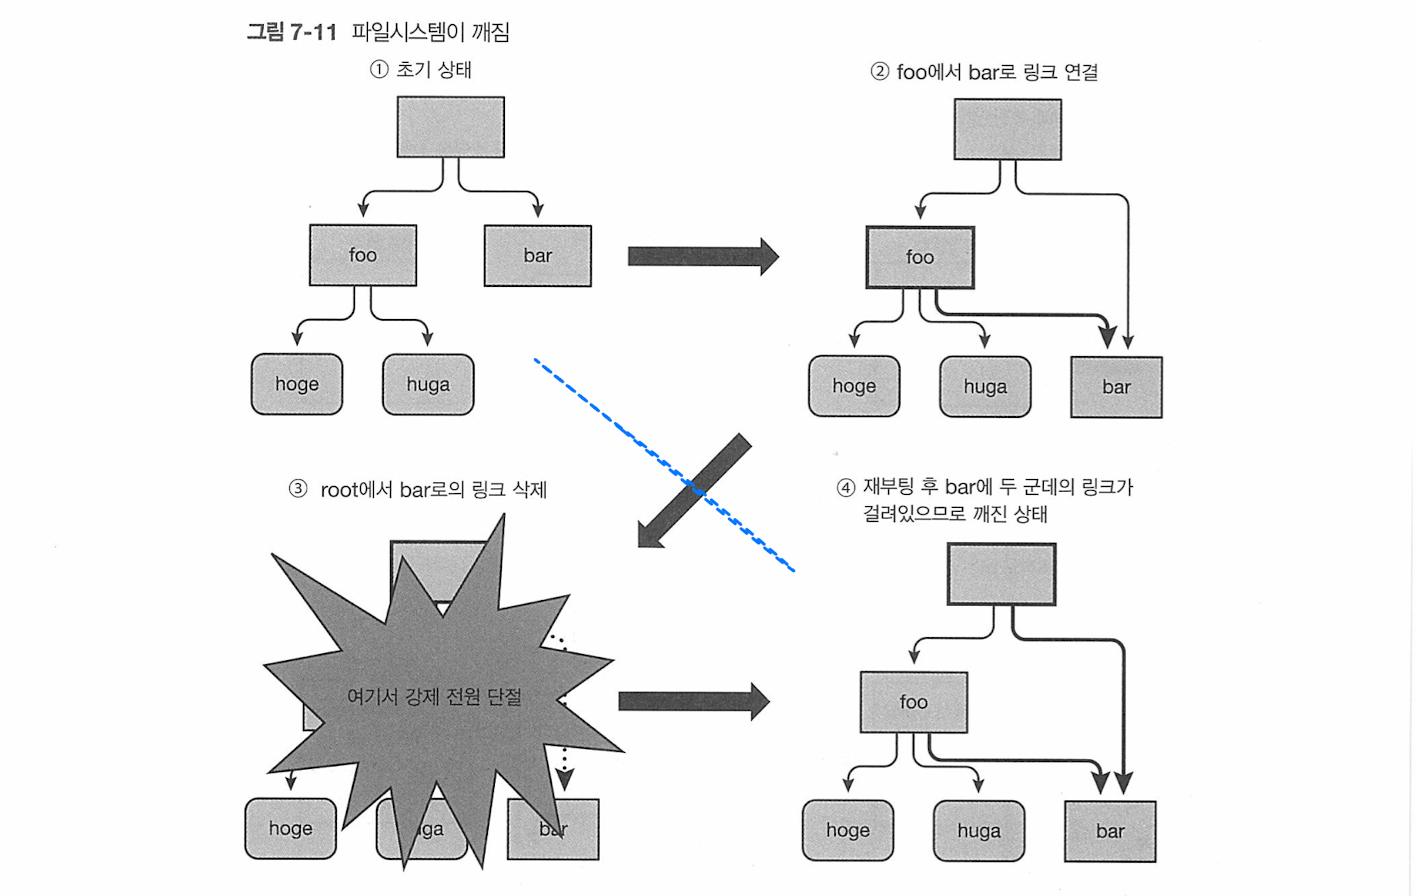 그림 7-11 파일시스템이 깨짐
① 초기 상태
foo
bar
hoge
huga
② foo에서 bar로 링크 연결
foo
hoge
huga
bar
③ root에서 bar로의 링크 삭제
여기서 강제 전원 단절
hoge
bar
④ 재부팅 후 bar에 두 군데의 링크가
걸려있으므로 깨진 상태
foo
hoge
huga
bar